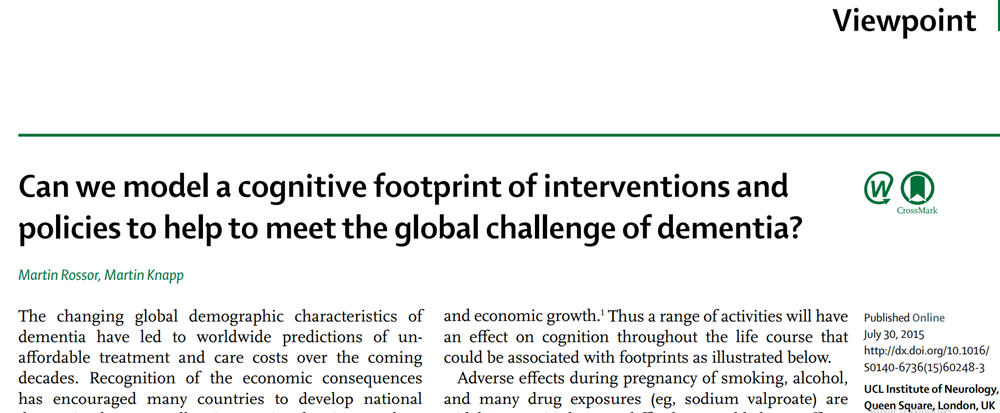 Viewpoint
Can we model a cognitive footprint of interventions and
policies to help to meet the global challenge of dementia?
CrossMark
Martin Rossor, Martin Knapp
The changing global demographic characteristics of
dementia have led to worldwide predictions of un-
affordable treatment and care costs over the coming
decades. Recognition of the economic consequences
has encouraged many countries to develop national
and economic growth.¹ Thus a range of activities will have
an effect on cognition throughout the life course that
could be associated with footprints as illustrated below.
Adverse effects during pregnancy of smoking, alcohol,
and many drug exposures (eg, sodium valproate) are
Published Online
July 30, 2015
http://dx.doi.org/10.1016/
S0140-6736(15)60248-3
UCL Institute of Neurology,
Queen Square, London, UK